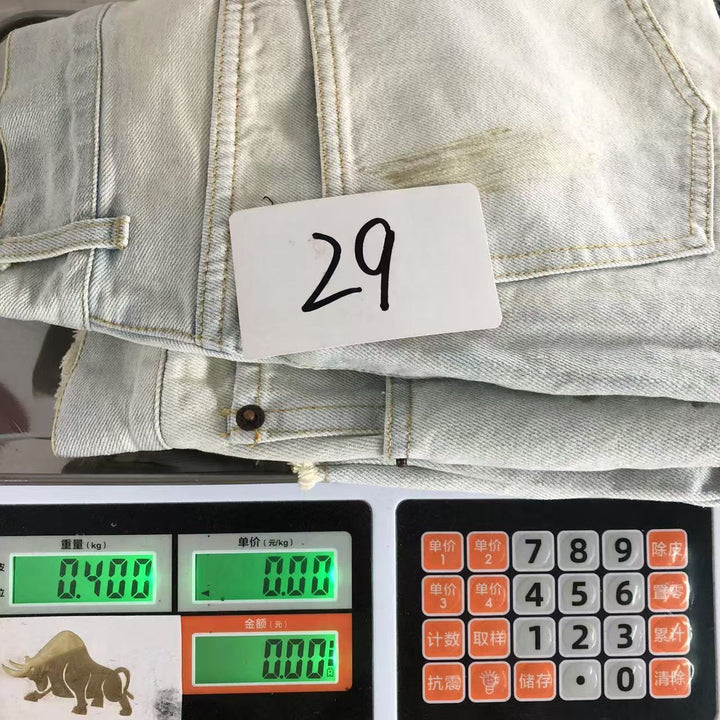 29
重量(kg)
单价(元/kg)
0.400
0.00
金额(元)
0.00
单价1 单价2 7 8 9 除皮
单价3 单价4 4 5 6 置零
计数 取样 1 2 3 累计
抗震 储存 · 0 清除